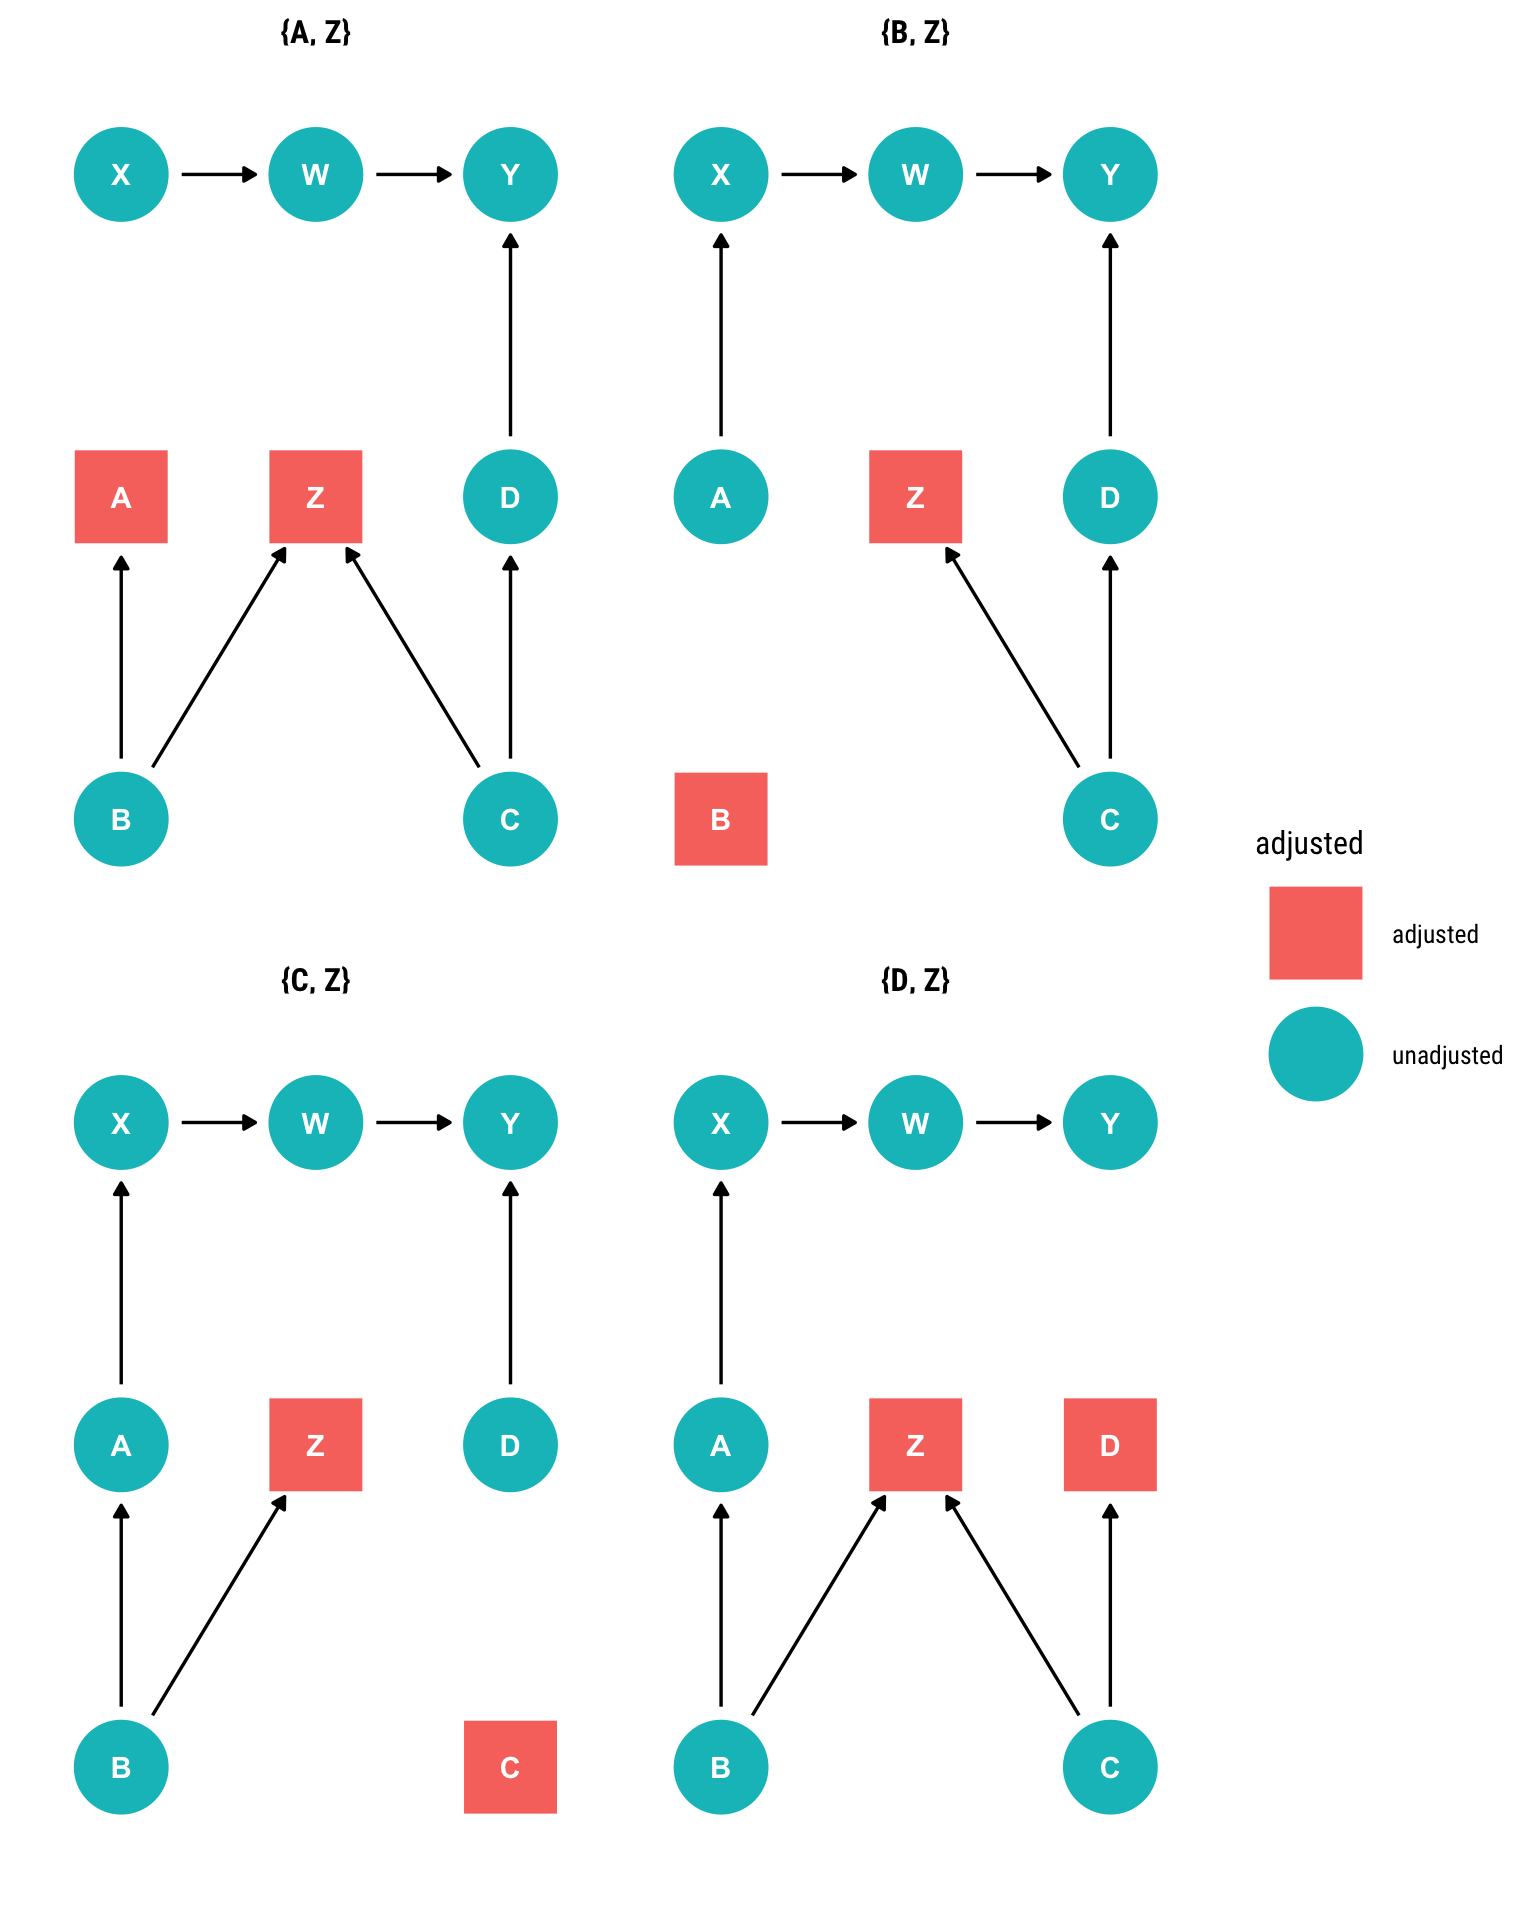 {A, Z}
X W Y
A Z D
B C
{B, Z}
X W Y
A Z D
B C
{C, Z}
X W Y
A Z D
B C
{D, Z}
X W Y
A Z D
B C
adjusted
adjusted
unadjusted